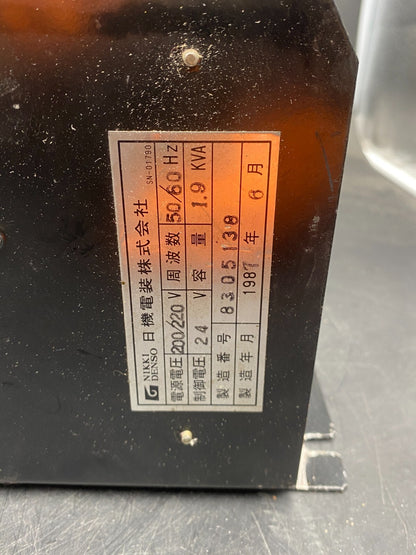 NIKKI
DENSO 日機電装株式会社 SN-01790
電源電圧 200/220 V 周波数 50/60 Hz
制御電圧 24 V 容量 1.9 KVA
製造番号 8305138
製造年月 1987 年 6 月